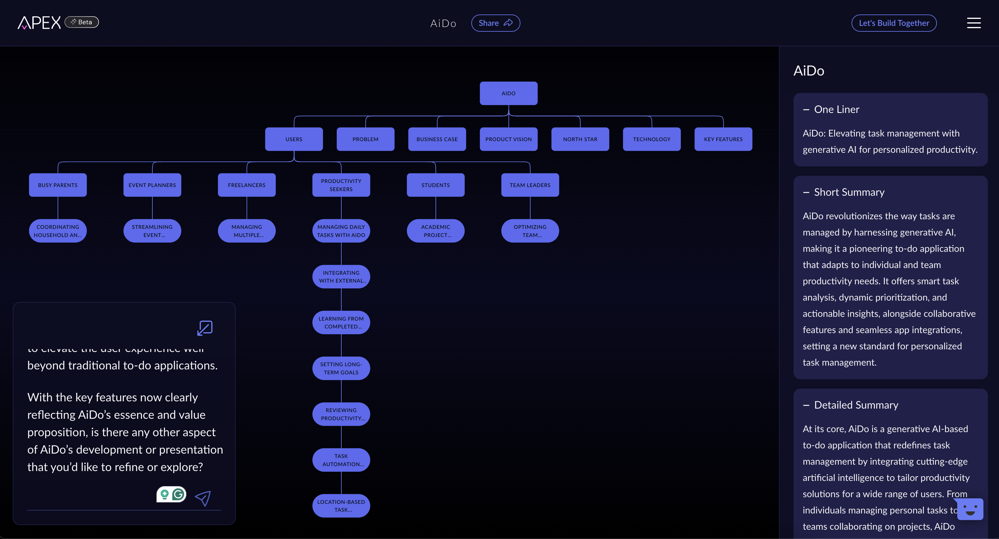 APEX
Beta
AiDo
Share
Let's Build Together
AIDO
USERS
PROBLEM
BUSINESS CASE
PRODUCT VISION
NORTH STAR
TECHNOLOGY
KEY FEATURES
BUSY PARENTS
EVENT PLANNERS
FREELANCERS
PRODUCTIVITY
SEEKERS
STUDENTS
TEAM LEADERS
COORDINATING
HOUSEHOLD AN...
STREAMLINING
EVENT...
MANAGING
MULTIPLE...
MANAGING DAILY
TASKS WITH AIDO
ACADEMIC
PROJECT...
OPTIMIZING
TEAM...
INTEGRATING
WITH EXTERNAL..
LEARNING FROM
COMPLETED...
SETTING LONG-
TERM GOALS
REVIEWING
PRODUCTIVITY...
TASK
AUTOMATION...
LOCATION-BASED
TASK...
to elevate the user experience well
beyond traditional to-do applications.
With the key features now clearly
reflecting AiDo’s essence and value
proposition, is there any other aspect
of AiDo’s development or presentation
that you’d like to refine or explore?
AiDo
– One Liner
AiDo: Elevating task management with
generative AI for personalized productivity.
– Short Summary
AiDo revolutionizes the way tasks are
managed by harnessing generative AI,
making it a pioneering to-do application
that adapts to individual and team
productivity needs. It offers smart task
analysis, dynamic prioritization, and
actionable insights, alongside collaborative
features and seamless app integrations,
setting a new standard for personalized
task management.
– Detailed Summary
At its core, AiDo is a generative AI-based
to-do application that redefines task
management by integrating cutting-edge
artificial intelligence to tailor productivity
solutions for a wide range of users. From
individuals managing personal tasks to
teams collaborating on projects, AiDo